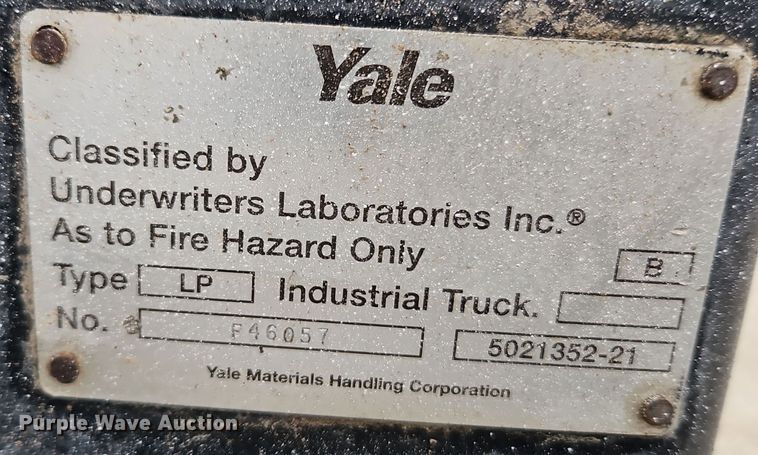 Yale
Classified by
Underwriters Laboratories Inc.®
As to Fire Hazard Only
B
Type LP Industrial Truck.
No. F46057 5021352-21
Yale Materials Handling Corporation
Purple Wave Auction